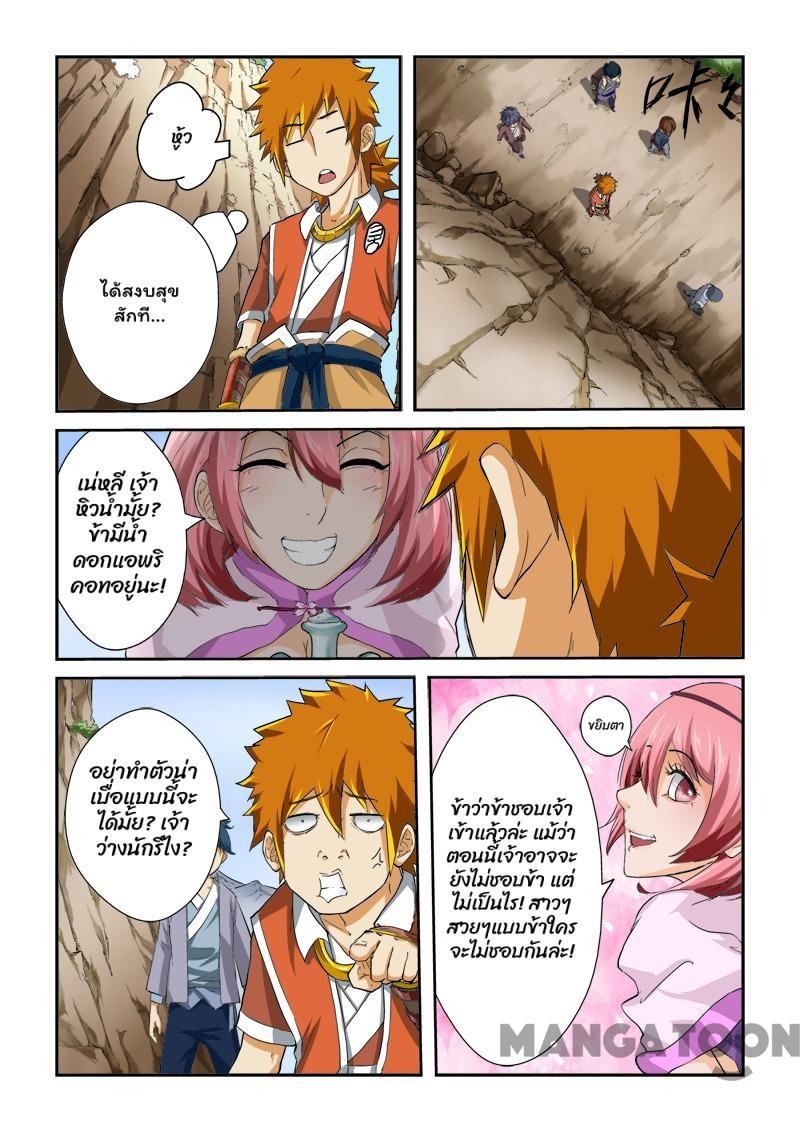 หู้ว
ได้สงบสุข
สักที...
咔
เน่หลี เจ้า
หิวน้ำมั้ย?
ข้ามีน้ำ
ดอกแอพริ
คอทอยู่นะ!
อย่าทำตัวน่า
เบื่อแบบนี้จะ
ได้มั้ย? เจ้า
ว่างนักรึไง?
ขยิบตา
ข้าว่าข้าชอบเจ้า
เข้าแล้วล่ะ แม้ว่า
ตอนนี้เจ้าอาจจะ
ยังไม่ชอบข้า แต่
ไม่เป็นไร! สาวๆ
สวยๆแบบข้าใคร
จะไม่ชอบกันล่ะ!
MANGATOON